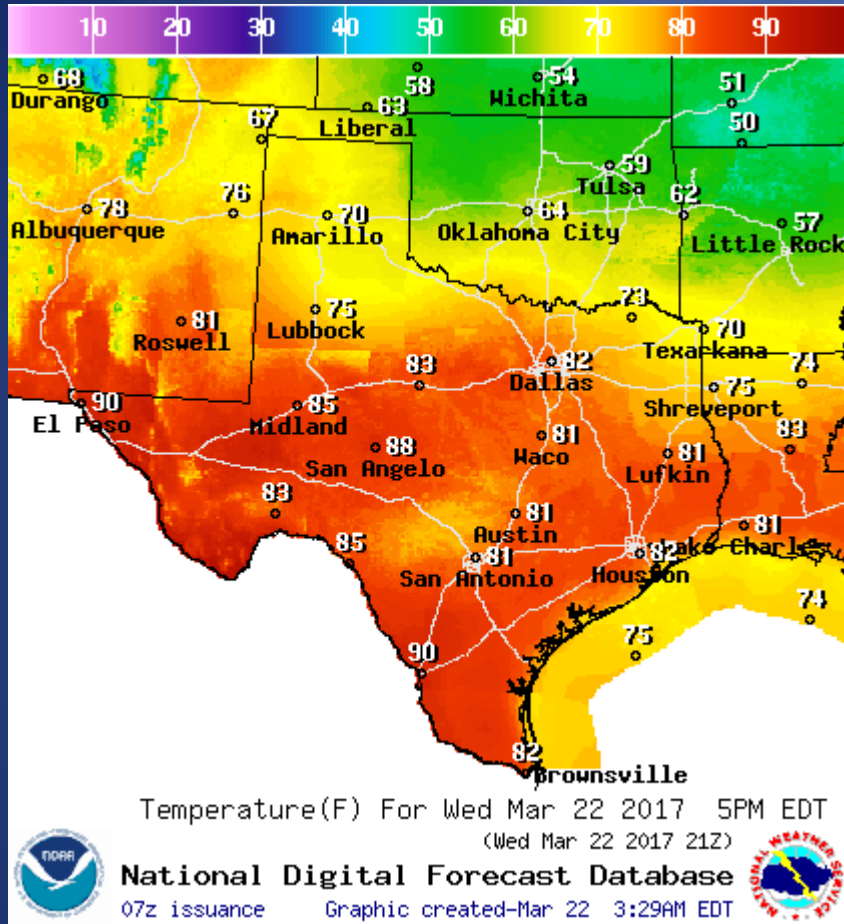 10 20 30 40 50 60 70 80 90
68 58 54 51
Durango Wichita
67 63 50
Liberal
59
Tulsa
78 76 70 64 62 57
Albuquerque Amarillo Oklahoma City Little Rock
81 75 73 70
Roswell Lubbock Texarkana
83 82 75 74
Dallas Shreveport
90 85
El Paso Midland
88 81 81 83
San Angelo Waco Lufkin
83 81 81
Austin
85 81 82 Lake Charles
San Antonio Houston
74
90 75
82
Brownsville
Temperature(F) For Wed Mar 22 2017 5PM EDT
(Wed Mar 22 2017 21Z)
noaa
National Digital Forecast Database
07z issuance Graphic created-Mar 22 3:29AM EDT
NATIONAL WEATHER SERVICE